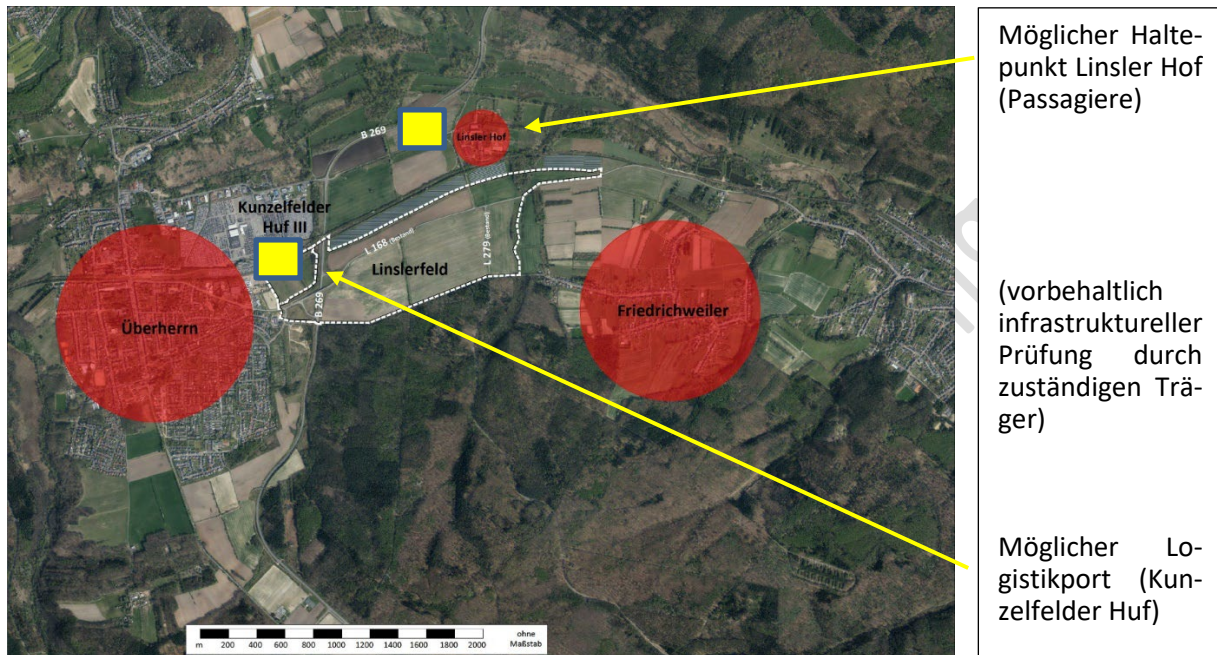 Möglicher Halte-
punkt Linsler Hof
(Passagiere)
(vorbehaltlich
infrastruktureller
Prüfung durch
zuständigen Trä-
ger)
Möglicher Lo-
gistikport (Kun-
zelfelder Huf)
B 269
Linsler Hof
Kunzelfelder
Huf III
L 168 (Bestand)
L 279 (Bestand)
Linslerfeld
B 269
Überherrn
Friedrichweiler
m 200 400 600 800 1000 1200 1400 1600 1800 2000
ohne
Maßstab